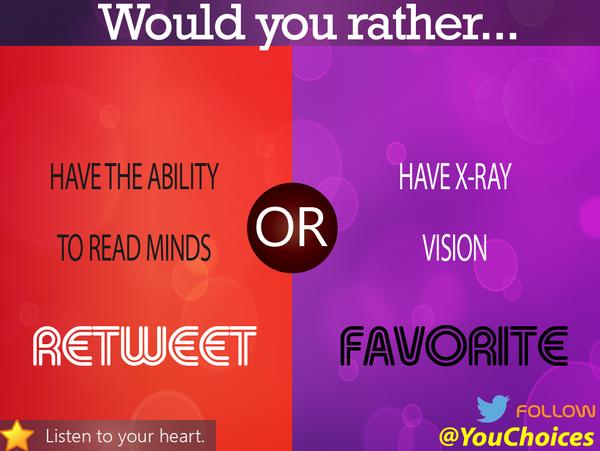 Would you rather...
HAVE THE ABILITY
TO READ MINDS
RETWEET
OR
HAVE X-RAY
VISION
FAVORITE
Listen to your heart.
FOLLOW
@YouChoices